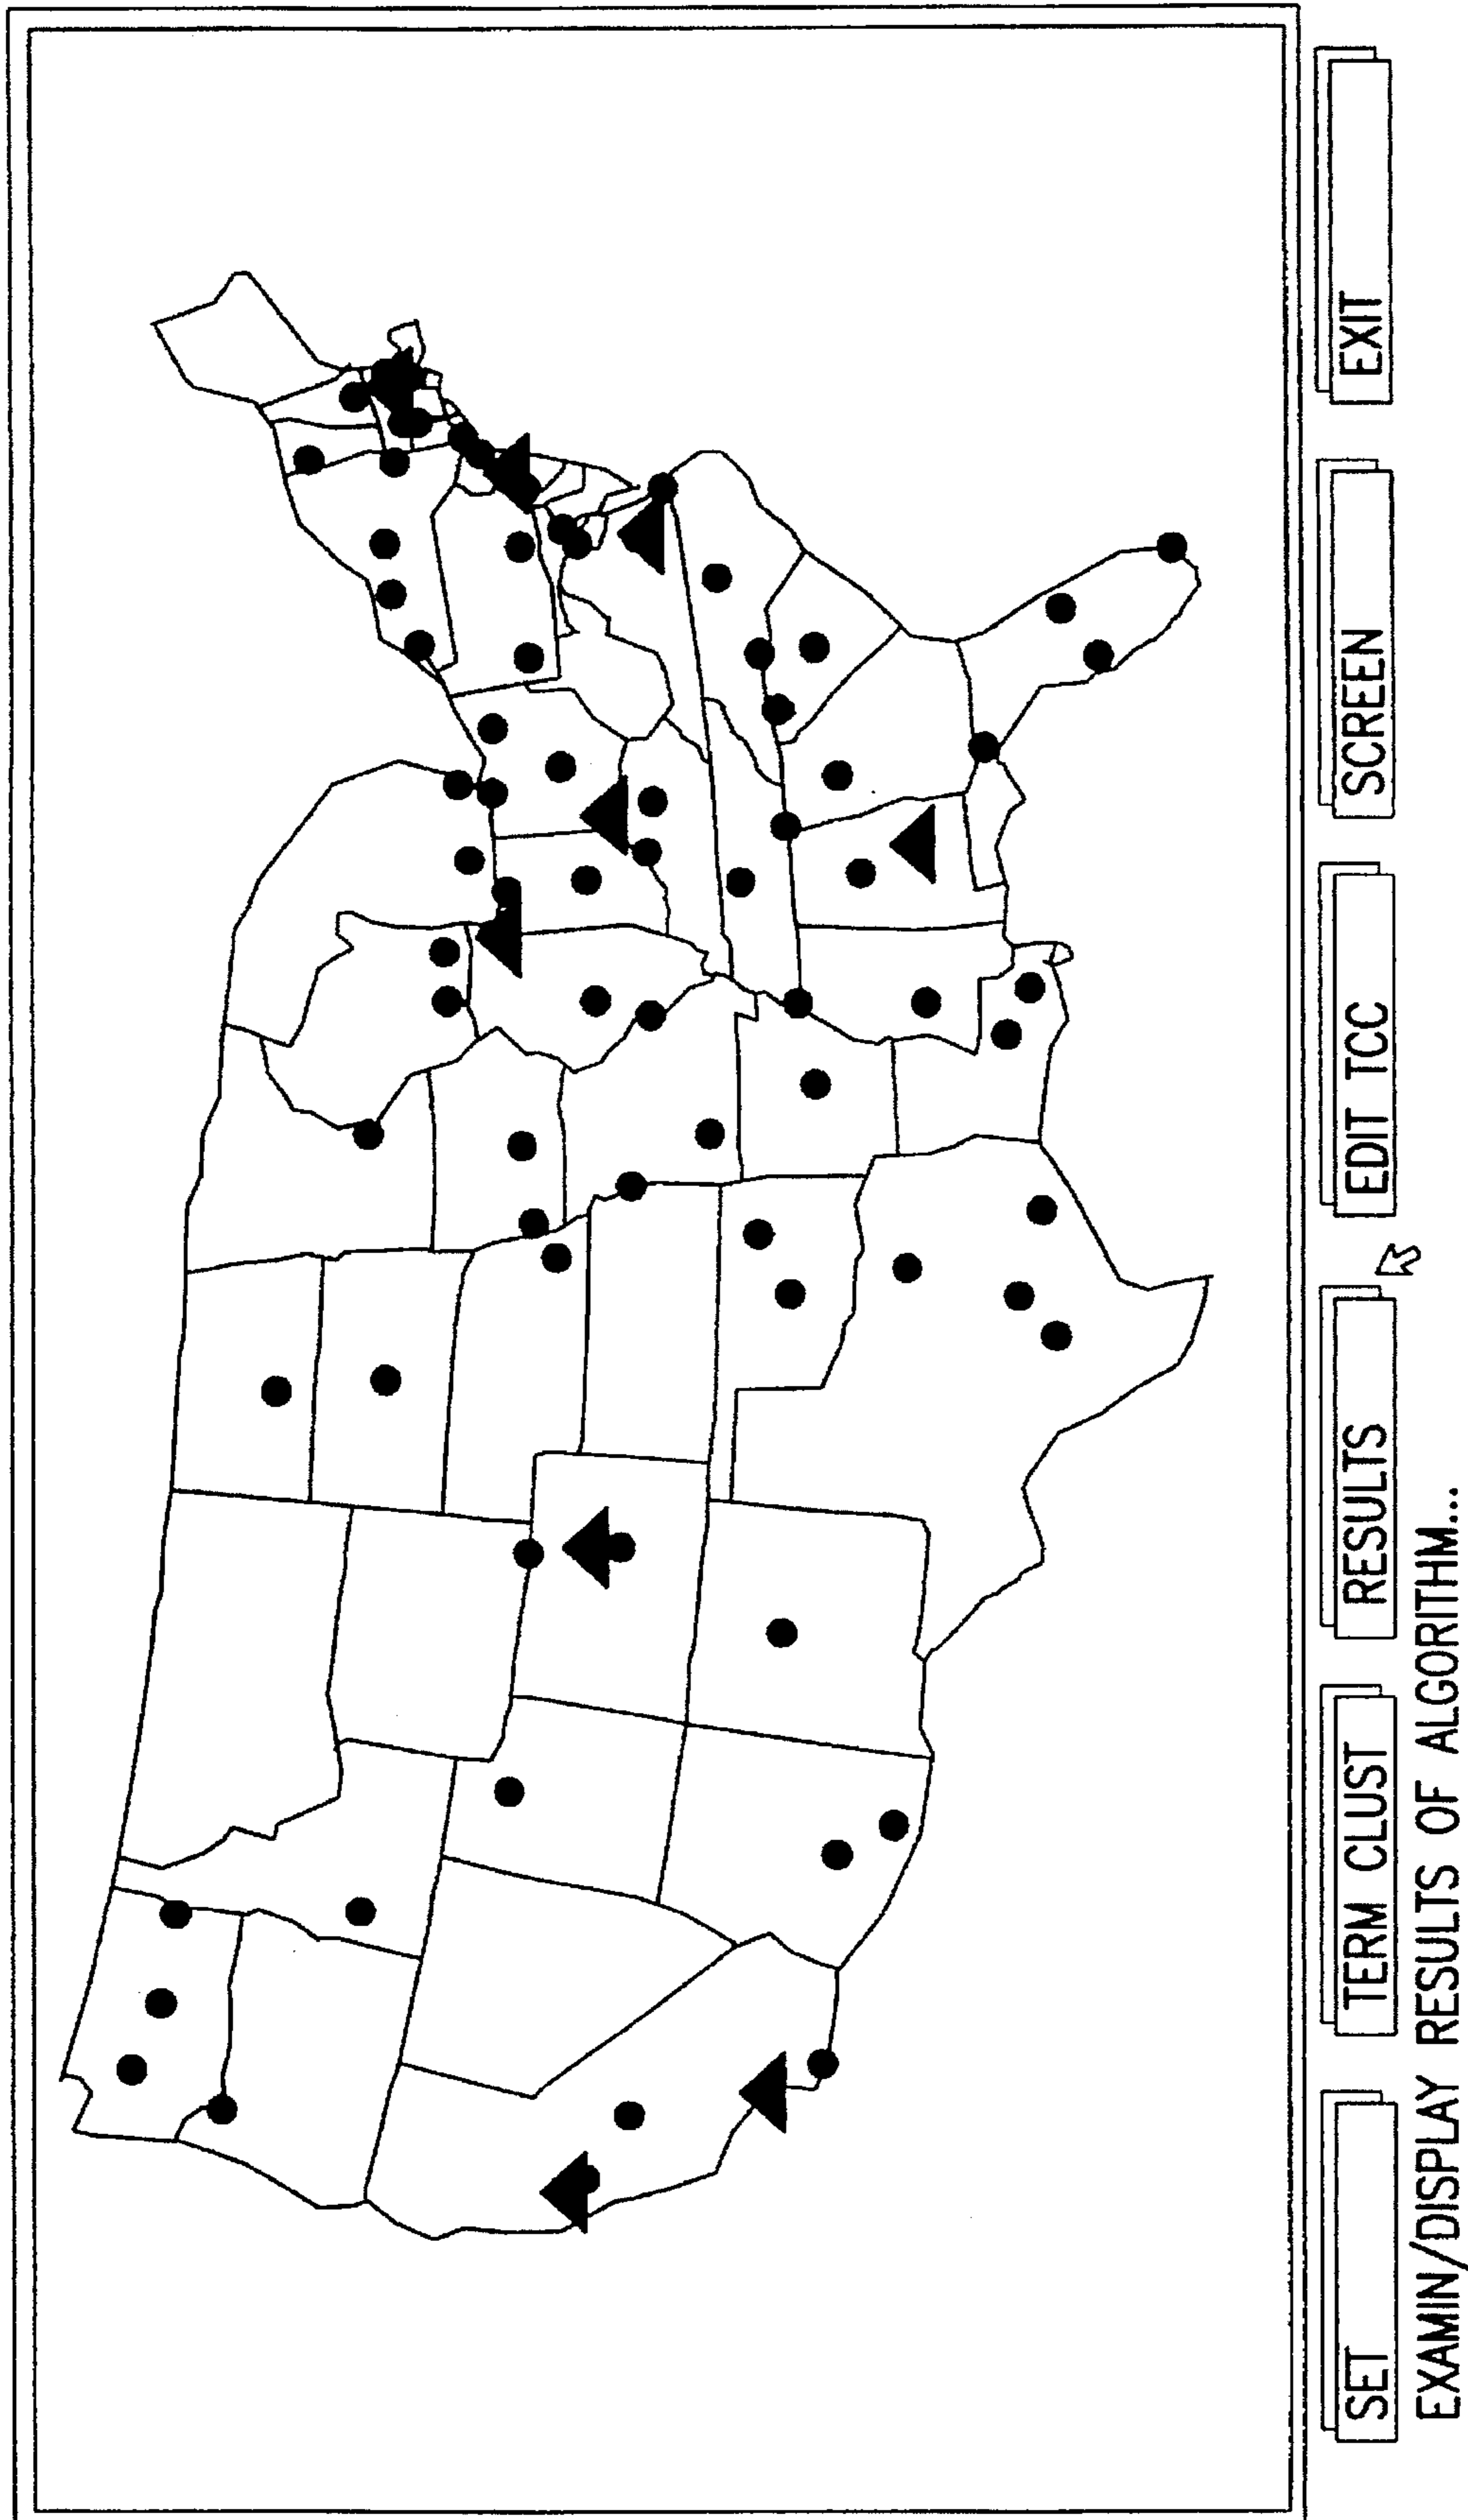 SET TERM CLUST RESULTS EDIT TCC SCREEN EXIT
EXAMIN/DISPLAY RESULTS OF ALGORITHM...